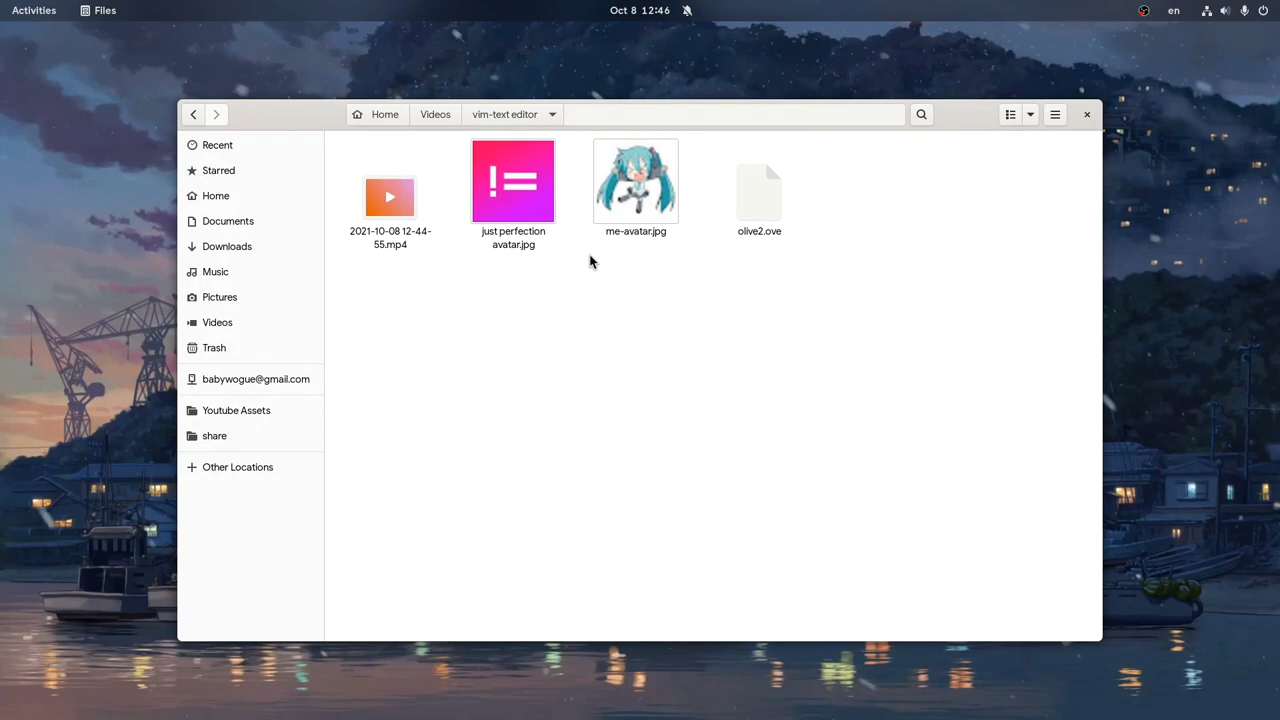 Activities Files Oct 8 12:46 en
Home Videos vim-text editor
Recent
Starred
Home
Documents
Downloads
Music
Pictures
Videos
Trash
babywogue@gmail.com
Youtube Assets
share
Other Locations
2021-10-08 12-44-
55.mp4
!=
just perfection
avatar.jpg
me-avatar.jpg
olive2.ove